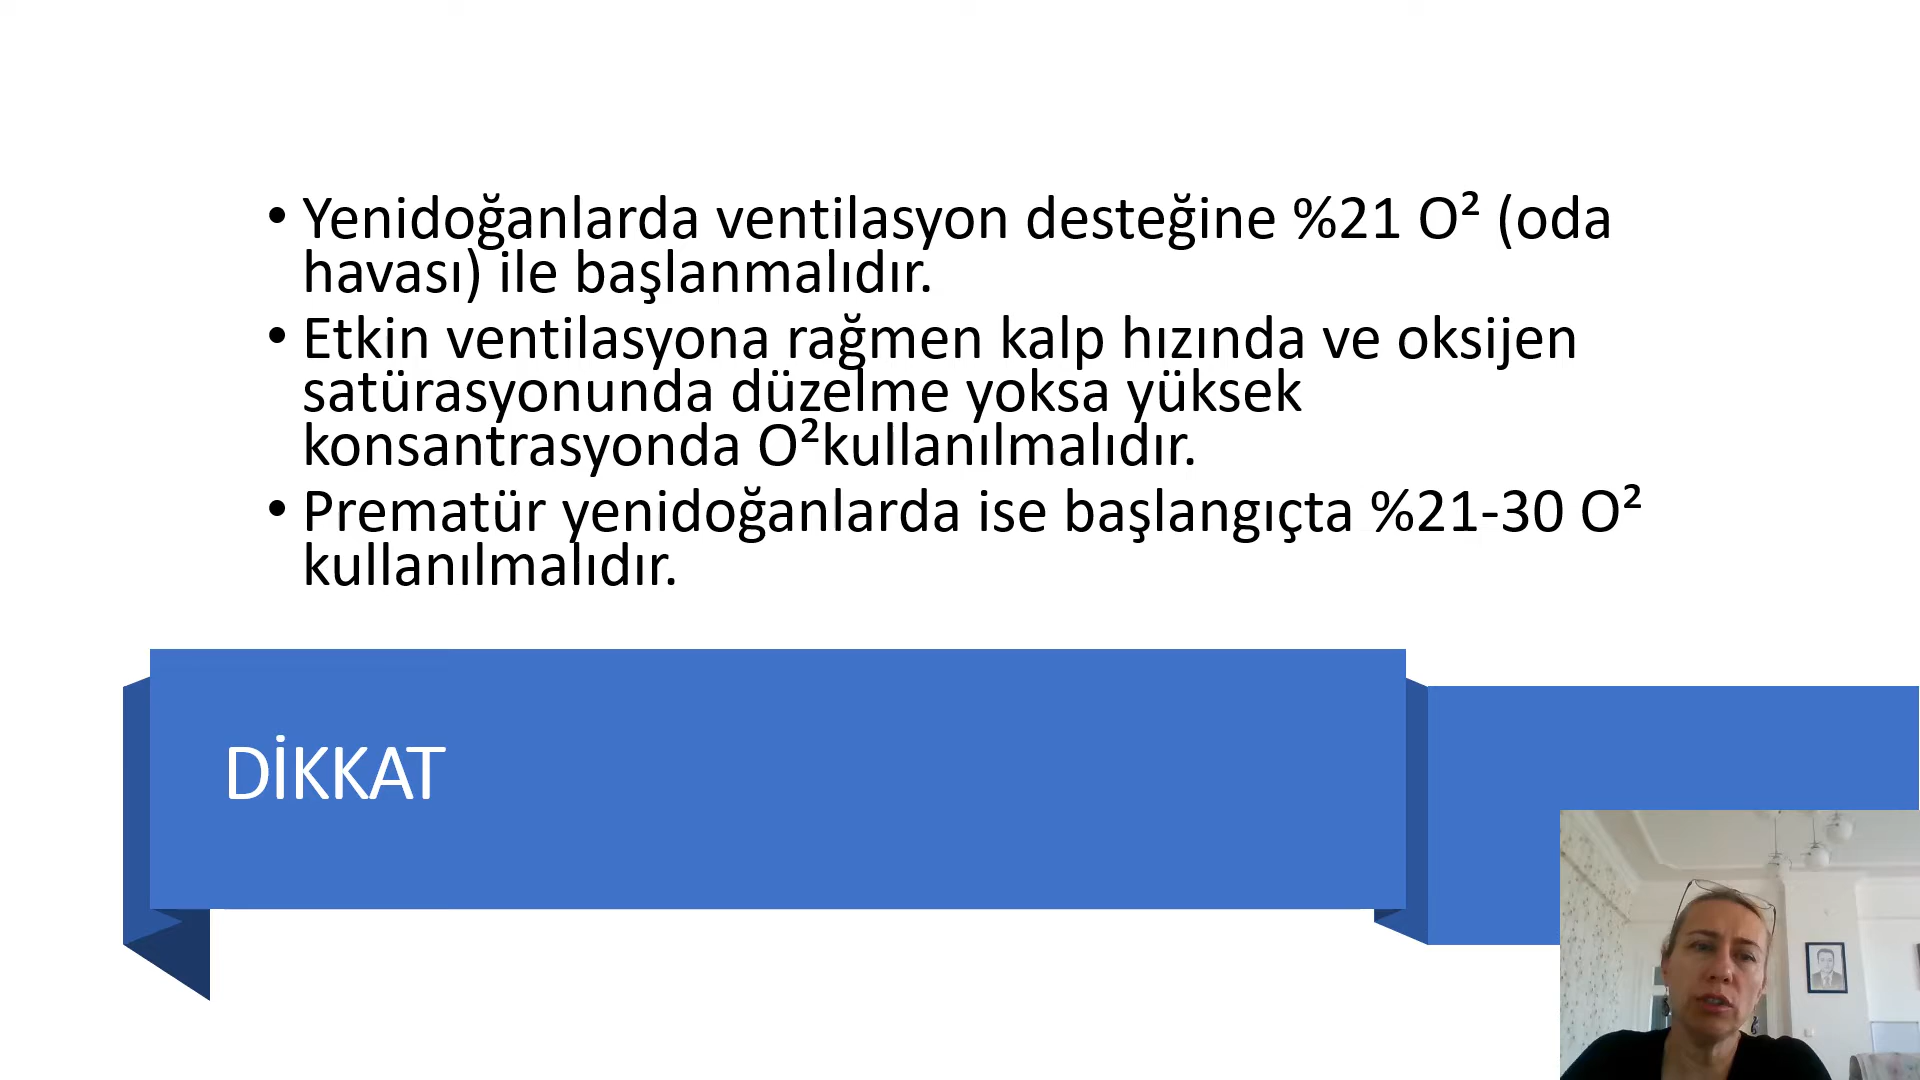 • Yenidoğanlarda ventilasyon desteğine %21 O² (oda
havası) ile başlanmalıdır.
• Etkin ventilasyona rağmen kalp hızında ve oksijen
satürasyonunda düzelme yoksa yüksek
konsantrasyonda O²kullanılmalıdır.
• Prematür yenidoğanlarda ise başlangıçta %21-30 O²
kullanılmalıdır.
DİKKAT